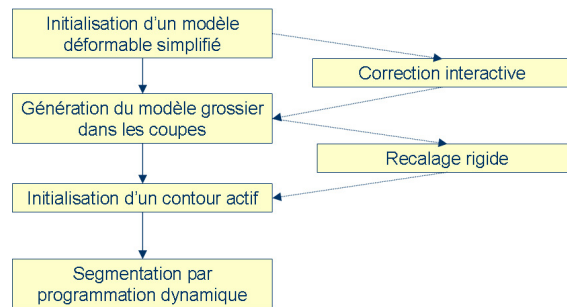 Initialisation d'un modèle
déformable simplifié
Correction interactive
Génération du modèle grossier
dans les coupes
Recalage rigide
Initialisation d'un contour actif
Segmentation par
programmation dynamique